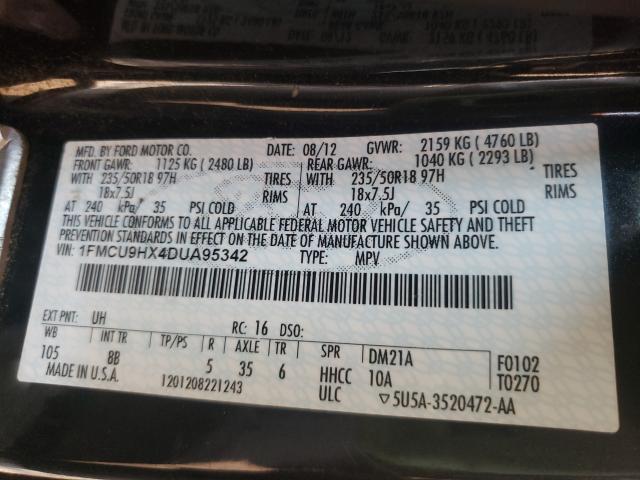 MFD. BY FORD MOTOR CO. DATE: 08/12 GVWR: 2159 KG ( 4760 LB)
FRONT GAWR: 1125 KG ( 2480 LB) REAR GAWR: 1040 KG ( 2293 LB)
WITH 235/50R18 97H TIRES WITH 235/50R18 97H TIRES
18x7.5J RIMS 18x7.5J RIMS
AT 240 kPa/ 35 PSI COLD AT 240 kPa/ 35 PSI COLD
THIS VEHICLE CONFORMS TO ALL APPLICABLE FEDERAL MOTOR VEHICLE SAFETY AND THEFT
PREVENTION STANDARDS IN EFFECT ON THE DATE OF MANUFACTURE SHOWN ABOVE.
VIN: 1FMCU9HX4DUA95342 TYPE: MPV
EXT PNT: UH RC: 16 DSO:
WB INT TR TP/PS R AXLE TR SPR DM21A F0102
105 8B 5 35 6 HHCC 10A T0270
MADE IN U.S.A. 1201208221243 ULC ▽5U5A-3520472-AA